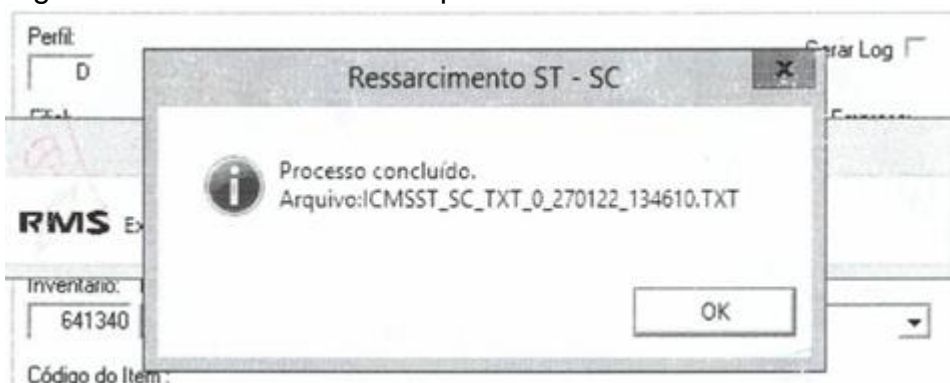 Perfil:
D
Gerar Log
Ressarcimento ST - SC
x
Processo concluído.
Arquivo:ICMSST_SC_TXT_0_270122_134610.TXT
RMS
Inventário:
641340
OK
Código do Item: